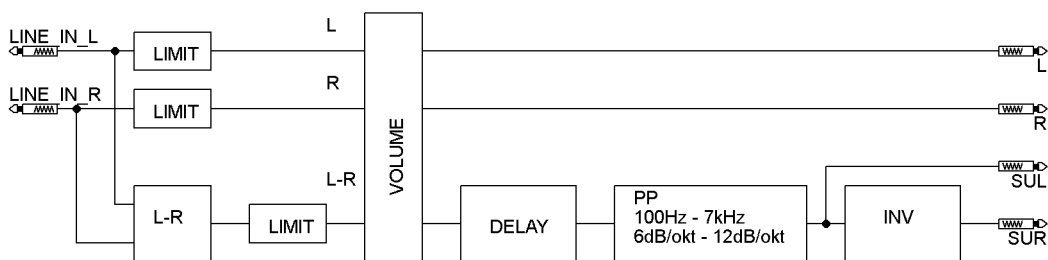 LINE_IN_L
LIMIT
L
L
LINE_IN_R
LIMIT
R
R
VOLUME
L-R
L-R
LIMIT
DELAY
PP
100Hz - 7kHz
6dB/okt - 12dB/okt
INV
SUL
SUR